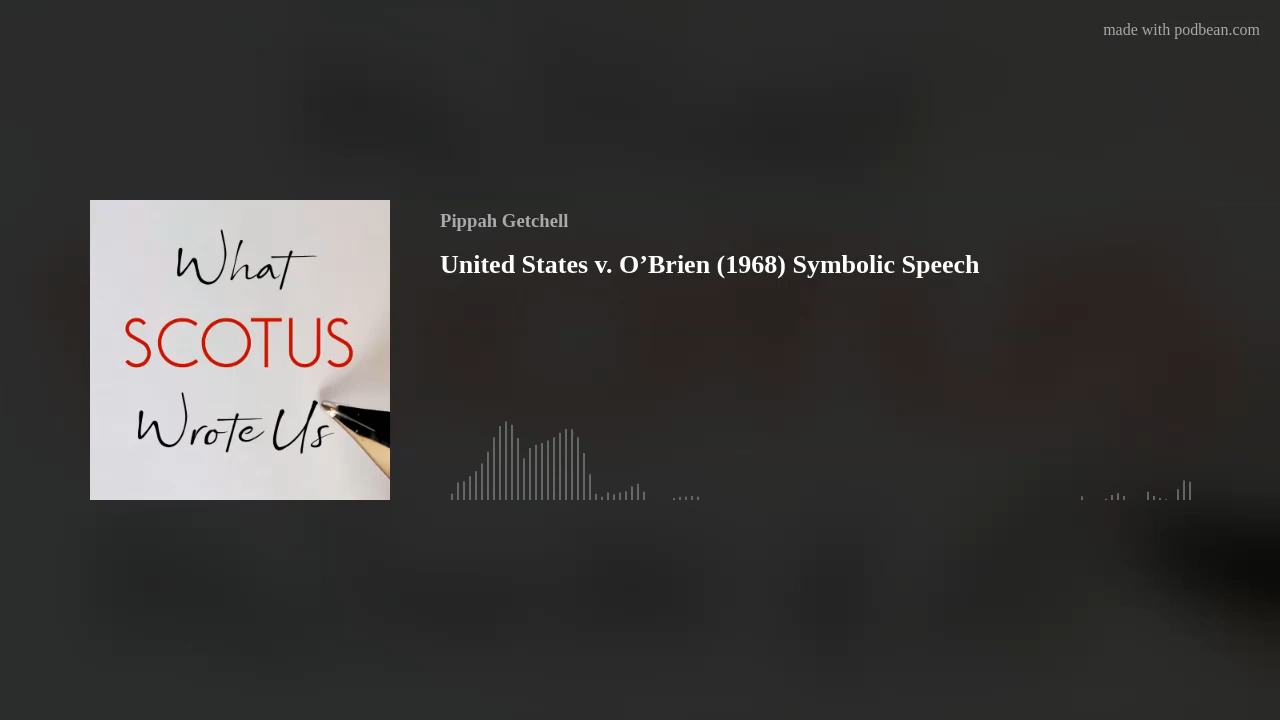 made with podbean.com
What
SCOTUS
Wrote Us
Pippah Getchell
United States v. O’Brien (1968) Symbolic Speech